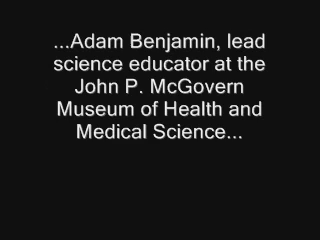 ...Adam Benjamin, lead
science educator at the
John P. McGovern
Museum of Health and
Medical Science...